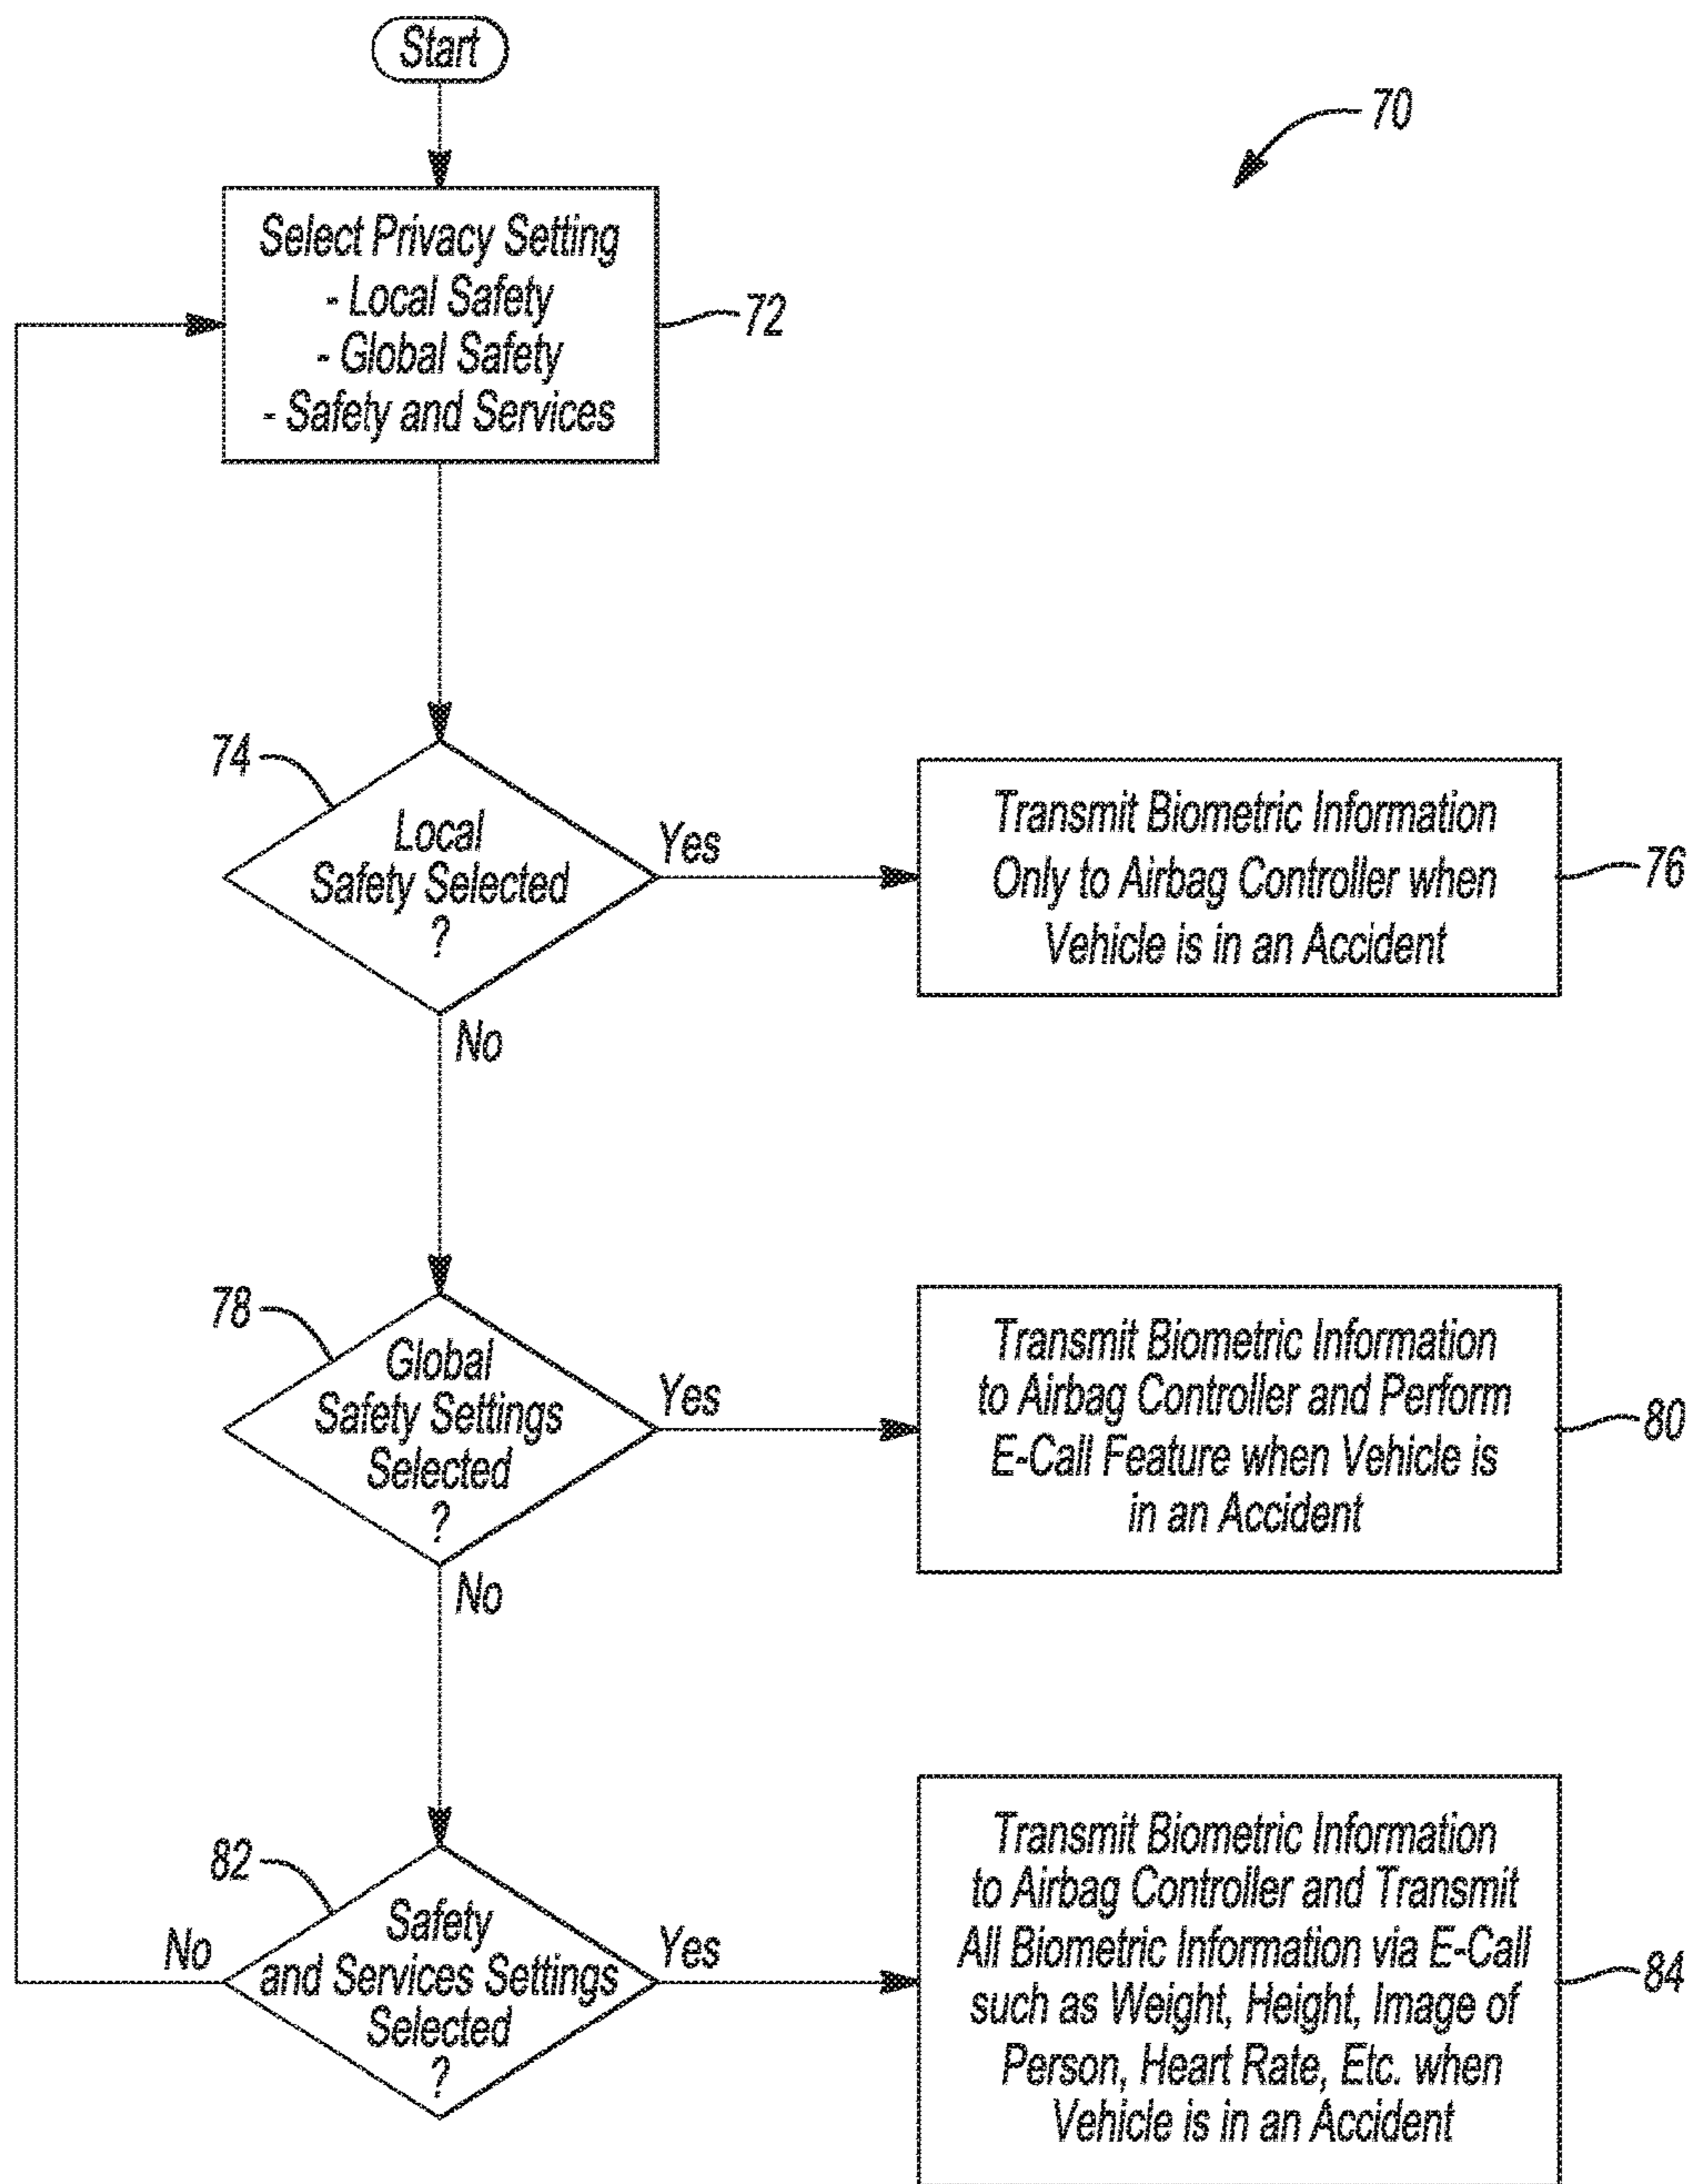 Start
70
Select Privacy Setting
- Local Safety
- Global Safety
- Safety and Services
72
74
Local
Safety Selected
?
Yes
No
Transmit Biometric Information
Only to Airbag Controller when
Vehicle is in an Accident
76
78
Global
Safety Settings
Selected
?
Yes
No
Transmit Biometric Information
to Airbag Controller and Perform
E-Call Feature when Vehicle is
in an Accident
80
82
Safety
and Services Settings
Selected
?
No
Yes
Transmit Biometric Information
to Airbag Controller and Transmit
All Biometric Information via E-Call
such as Weight, Height, Image of
Person, Heart Rate, Etc. when
Vehicle is in an Accident
84